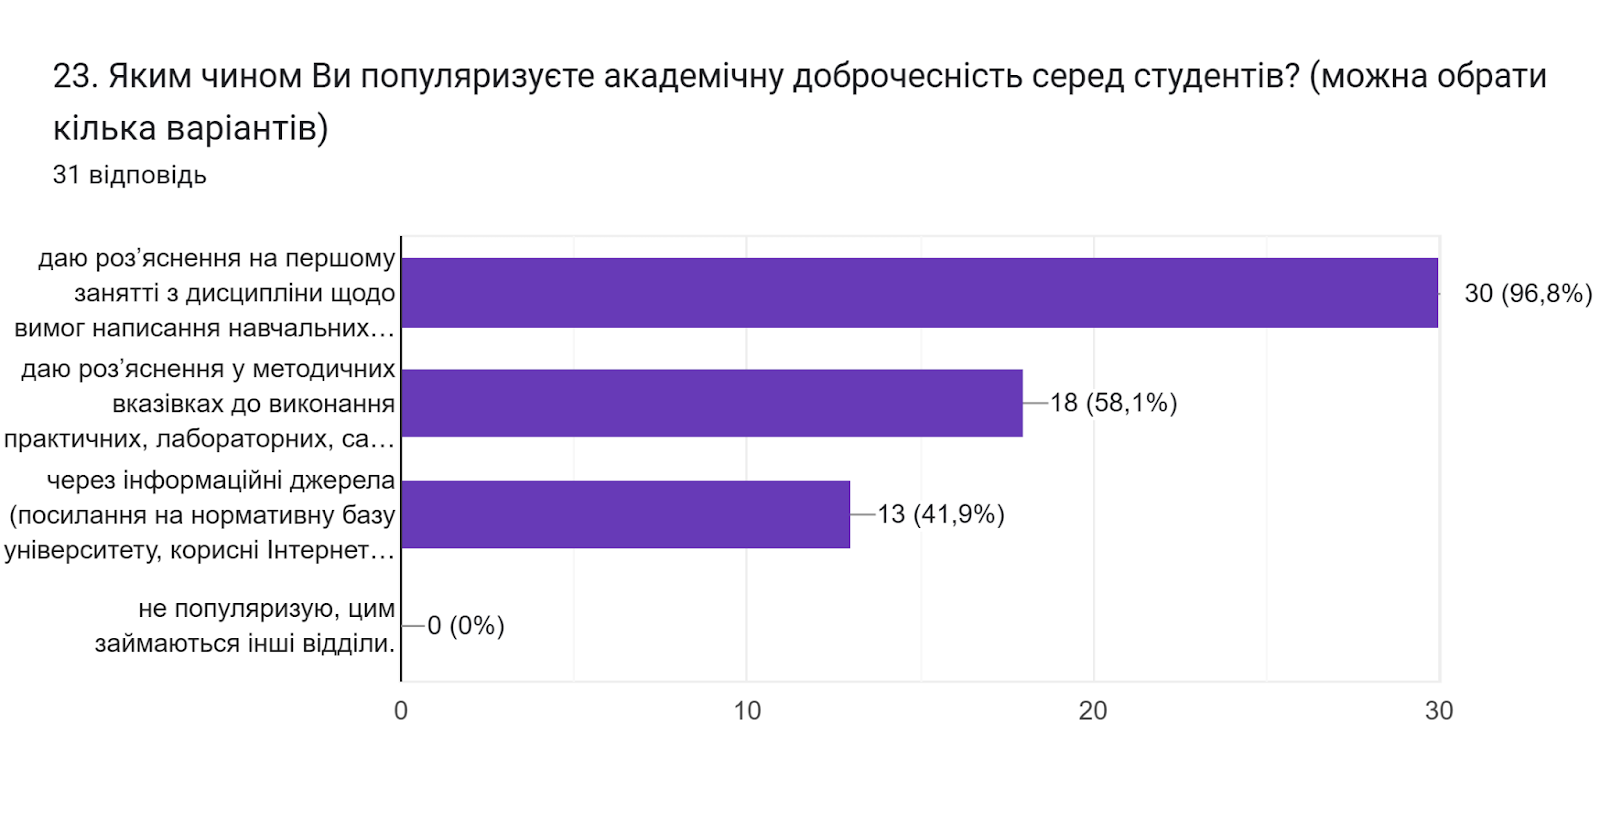 23. Яким чином Ви популяризуєте академічну доброчесність серед студентів? (можна обрати
кілька варіантів)
31 відповідь
даю роз’яснення на першому
занятті з дисципліни щодо
вимог написання навчальних…
30 (96,8%)
даю роз’яснення у методичних
вказівках до виконання
практичних, лабораторних, са…
18 (58,1%)
через інформаційні джерела
(посилання на нормативну базу
університету, корисні Інтернет…
13 (41,9%)
не популяризую, цим
займаються інші відділи.
0 (0%)
0 10 20 30